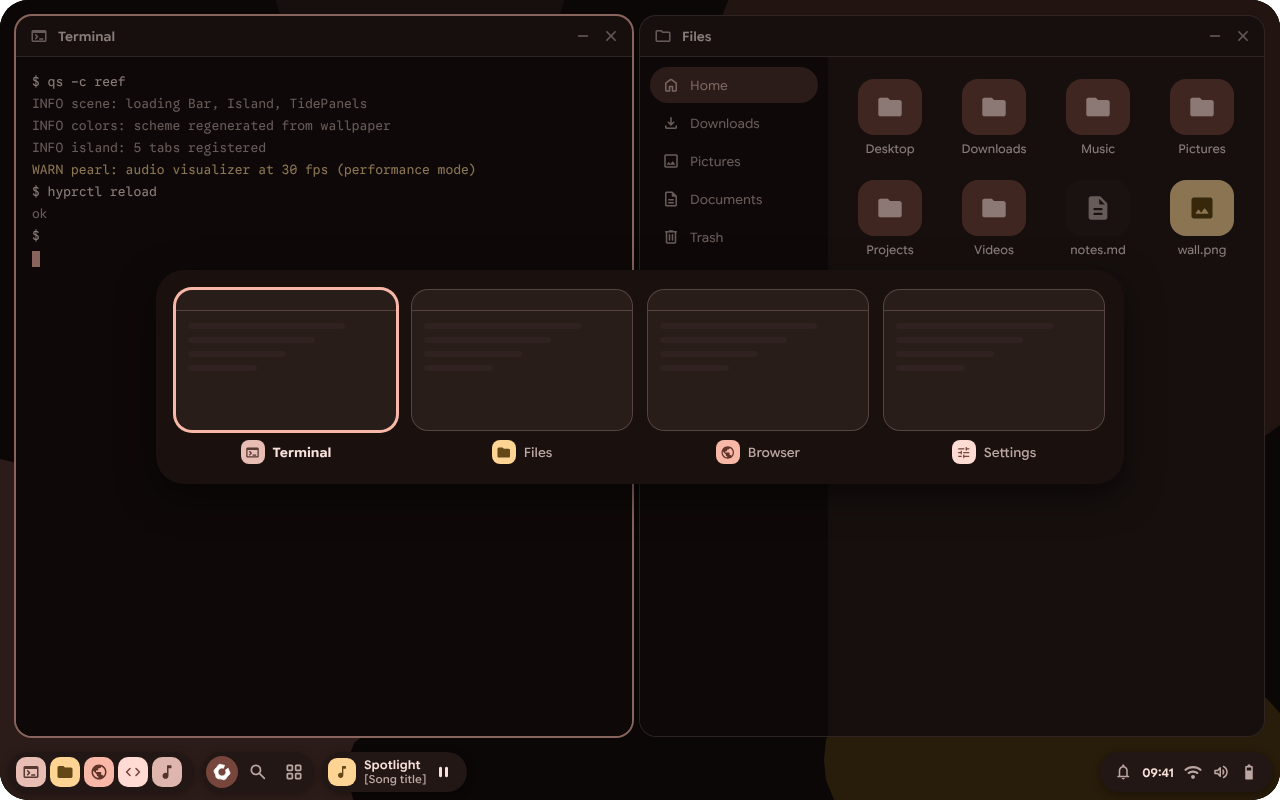 Terminal
$ qs -c reef
INFO scene: loading Bar, Island, TidePanels
INFO colors: scheme regenerated from wallpaper
INFO island: 5 tabs registered
WARN pearl: audio visualizer at 30 fps (performance mode)
$ hyprctl reload
ok
$
Files
Home
Downloads
Pictures
Documents
Trash
Desktop Downloads Music Pictures
Projects Videos notes.md wall.png
Terminal Files Browser Settings
Spotlight
[Song title]
09:41